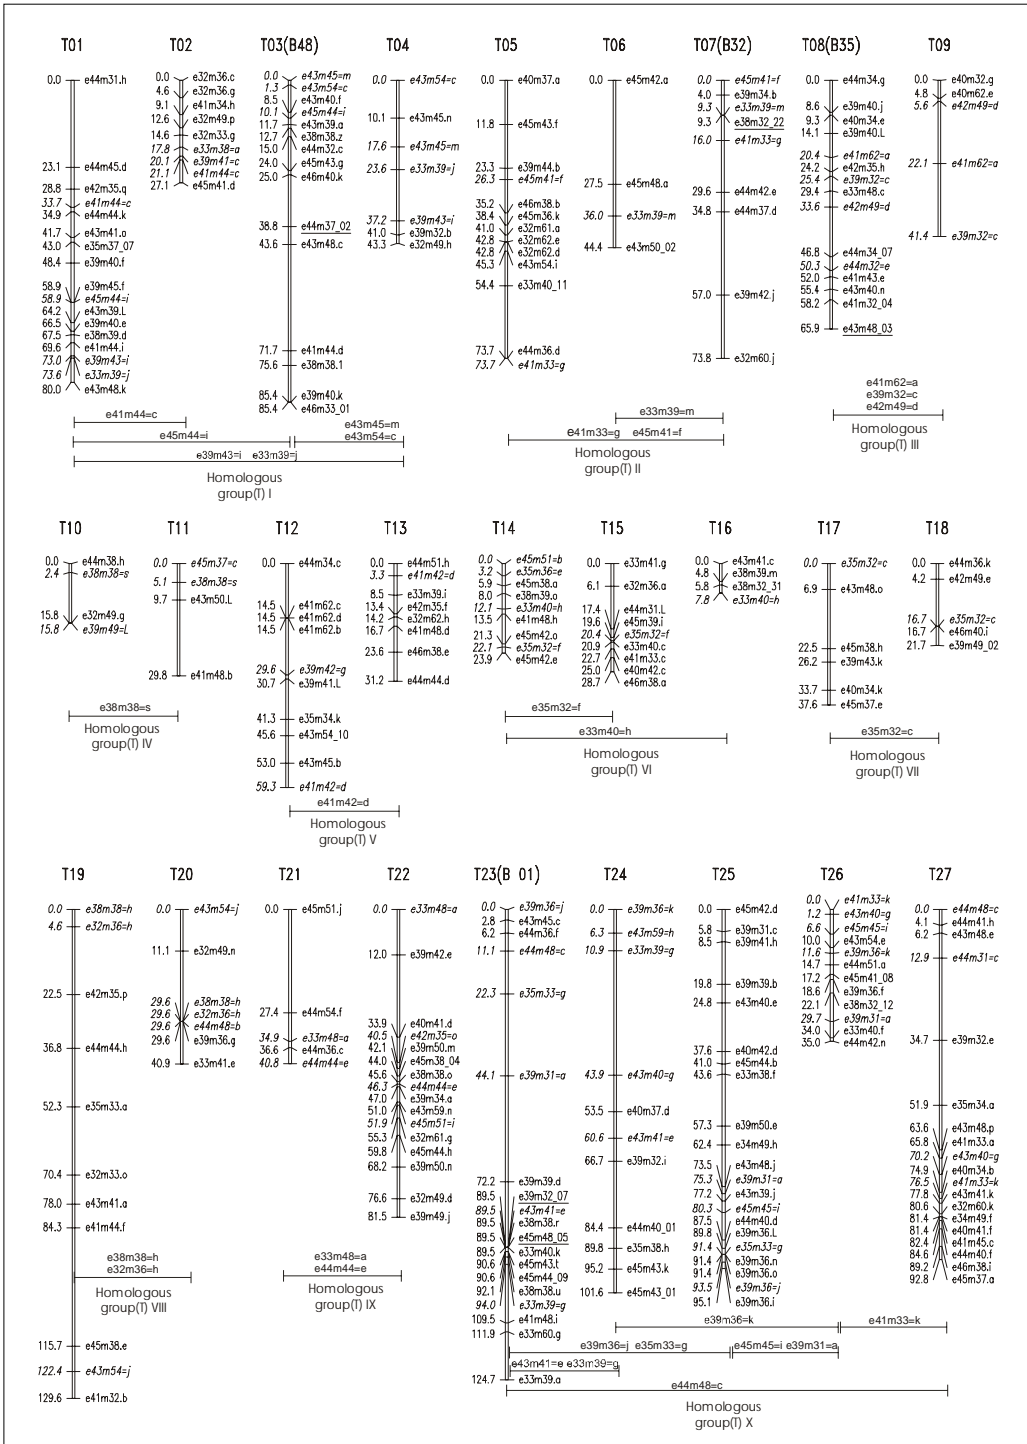 T01
0.0 e44m31.h
23.1 e44m45.d
28.8 e42m35.q
33.7 e41m44=c
34.9 e44m44.k
41.7 e43m41.a
43.0 e35m37_07
48.4 e39m40.f
58.9 e39m45.f
58.9 e45m44=i
64.2 e43m39.L
66.5 e39m40.e
67.5 e38m39.d
69.6 e41m44.i
73.0 e39m43=i
73.6 e33m39=j
80.0 e43m48.k
T02
0.0 e32m36.c
4.6 e32m36.g
9.1 e41m34.h
12.6 e32m49.p
14.6 e32m33.g
17.8 e33m38=a
20.1 e39m41=c
21.1 e41m44=c
27.1 e45m41.d
T03(B48)
0.0 e43m45=m
1.3 e43m54=c
8.5 e43m40.f
10.1 e45m44=i
11.7 e43m39.a
12.7 e38m38.z
15.0 e44m32.c
24.0 e45m43.g
25.0 e46m40.k
38.8 e44m37_02
43.6 e43m48.c
71.7 e41m44.d
75.6 e38m38.1
85.4 e39m40.k
85.4 e46m33_01
T04
0.0 e43m54=c
10.1 e43m45.n
17.6 e43m45=m
23.6 e33m39=j
37.2 e39m43=i
41.0 e39m32.b
43.3 e32m49.h
T05
0.0 e40m37.a
11.8 e45m43.f
23.3 e39m44.b
26.3 e45m41=f
35.2 e46m38.b
38.4 e45m36.k
41.0 e32m61.a
42.8 e32m62.e
42.8 e32m62.d
45.3 e43m54.i
54.4 e33m40_11
73.7 e44m36.d
73.7 e41m33=g
T06
0.0 e45m42.a
27.5 e45m48.a
36.0 e33m39=m
44.4 e43m50_02
T07(B32)
0.0 e45m41=f
4.0 e39m34.b
9.3 e33m39=m
9.3 e38m32_22
16.0 e41m33=g
29.6 e44m42.e
34.8 e44m37.d
57.0 e39m42.j
73.8 e32m60.j
T08(B35)
0.0 e44m34.g
8.6 e39m40.j
9.3 e40m34.e
14.1 e39m40.L
20.4 e41m62=a
24.2 e42m35.h
25.4 e39m32=c
29.4 e33m48.c
33.6 e42m49=d
46.8 e44m34_07
50.3 e44m32=e
52.0 e41m43.e
55.4 e43m40.n
58.2 e41m32_04
65.9 e43m48_03
T09
0.0 e40m32.g
4.8 e40m62.e
5.6 e42m49=d
22.1 e41m62=a
41.4 e39m32=c
e41m44=c
e45m44=i
e43m45=m
e43m54=c
e39m43=i e33m39=j
Homologous
group(T) I
e33m39=m
e41m33=g e45m41=f
Homologous
group(T) II
e41m62=a
e39m32=c
e42m49=d
Homologous
group(T) III
T10
0.0 e44m38.h
2.4 e38m38=s
15.8 e32m49.g
15.8 e39m49=L
T11
0.0 e45m37=c
5.1 e38m38=s
9.7 e43m50.L
29.8 e41m48.b
T12
0.0 e44m34.c
14.5 e41m62.c
14.5 e41m62.d
14.5 e41m62.b
29.6 e39m42=g
30.7 e39m41.L
41.3 e35m34.k
45.6 e43m54_10
53.0 e43m45.b
59.3 e41m42=d
T13
0.0 e44m51.h
3.3 e41m42=d
8.5 e33m39.i
13.4 e42m35.f
14.2 e32m62.h
16.7 e41m48.d
23.6 e46m38.e
31.2 e44m44.d
T14
0.0 e45m51=b
3.2 e35m36=e
5.9 e45m38.a
8.0 e38m39.o
12.1 e33m40=h
13.5 e41m48.h
21.3 e45m42.o
22.1 e35m32=f
23.9 e45m42.e
T15
0.0 e33m41.g
6.1 e32m36.a
17.4 e44m31.L
19.6 e45m39.i
20.4 e35m32=f
20.9 e33m40.c
22.7 e41m33.c
25.0 e40m42.c
28.7 e46m38.a
T16
0.0 e43m41.c
4.8 e38m39.m
5.8 e38m32_31
7.8 e33m40=h
T17
0.0 e35m32=c
6.9 e43m48.o
22.5 e45m38.h
26.2 e39m43.k
33.7 e40m34.k
37.6 e45m37.e
T18
0.0 e44m36.k
4.2 e42m49.e
16.7 e35m32=c
16.7 e46m40.i
21.7 e39m49_02
e38m38=s
Homologous
group(T) IV
e41m42=d
Homologous
group(T) V
e35m32=f
e33m40=h
Homologous
group(T) VI
e35m32=c
Homologous
group(T) VII
T19
0.0 e38m38=h
4.6 e32m36=h
22.5 e42m35.p
36.8 e44m44.h
52.3 e35m33.a
70.4 e32m33.o
78.0 e43m41.a
84.3 e41m44.f
115.7 e45m38.e
122.4 e43m54=j
129.6 e41m32.b
T20
0.0 e43m54=j
11.1 e32m49.n
29.6 e38m38=h
29.6 e32m36=h
29.6 e44m48=b
29.6 e39m36.g
40.9 e33m41.e
T21
0.0 e45m51.j
27.4 e44m54.f
34.9 e33m48=a
36.6 e44m36.c
40.8 e44m44=e
T22
0.0 e33m48=a
12.0 e39m42.e
33.9 e40m41.d
40.5 e42m35=o
42.1 e39m50.m
44.0 e45m38_04
45.6 e38m38.o
46.3 e44m44=e
47.0 e39m34.a
51.0 e43m59.n
51.9 e45m51=i
55.3 e32m61.g
59.8 e45m44.h
68.2 e39m50.n
76.6 e32m49.d
81.5 e39m49.j
T23(B 01)
0.0 e39m36=j
2.8 e43m45.c
6.2 e44m36.f
11.1 e44m48=c
22.3 e35m33=g
44.1 e39m31=a
72.2 e39m39.d
89.5 e39m32_07
89.5 e43m41=e
89.5 e38m38.r
89.5 e45m48_05
89.5 e33m40.k
90.6 e45m43.t
90.6 e45m44_09
92.1 e38m38.u
94.0 e33m39=g
109.5 e41m48.i
111.9 e33m60.g
124.7 e33m39.a
T24
0.0 e39m36=k
6.3 e43m59=h
10.9 e33m39=g
43.9 e43m40=g
53.5 e40m37.d
60.6 e43m41=e
66.7 e39m32.i
84.4 e44m40_01
89.8 e35m38.h
95.2 e45m43.k
101.6 e45m43_01
T25
0.0 e45m42.d
5.8 e39m31.c
8.5 e39m41.h
19.8 e39m39.b
24.8 e43m40.e
37.6 e40m42.d
41.0 e45m44.b
43.6 e33m38.f
57.3 e39m50.e
62.4 e34m49.h
73.5 e43m48.j
75.3 e39m31=a
77.2 e43m39.j
80.3 e45m45=i
87.5 e44m40.d
89.8 e39m36.L
91.4 e35m33=g
91.4 e39m36.n
91.4 e39m36.o
93.5 e39m36=j
95.1 e39m36.i
T26
0.0 e41m33=k
1.2 e43m40=g
6.6 e45m45=i
10.0 e43m54.e
11.6 e39m36=k
14.7 e44m51.a
17.2 e45m41_08
18.6 e39m36.f
22.1 e38m32_12
29.7 e39m31=a
34.0 e33m40.f
35.0 e44m42.n
T27
0.0 e44m48=c
4.1 e44m41.h
6.2 e43m48.e
12.9 e44m31=c
34.7 e39m32.e
51.9 e35m34.a
63.6 e43m48.p
65.8 e41m33.a
70.2 e43m40=g
74.9 e40m34.b
76.5 e41m33=k
77.8 e43m41.k
80.6 e32m60.k
81.4 e34m49.f
81.4 e40m41.f
82.4 e41m45.c
84.6 e44m40.f
89.2 e46m38.i
92.8 e45m37.a
e38m38=h
e32m36=h
Homologous
group(T) VIII
e33m48=a
e44m44=e
Homologous
group(T) IX
e39m36=k
e41m33=k
e39m36=j e35m33=g
e45m45=i e39m31=a
e43m41=e e33m39=g
e44m48=c
Homologous
group(T) X